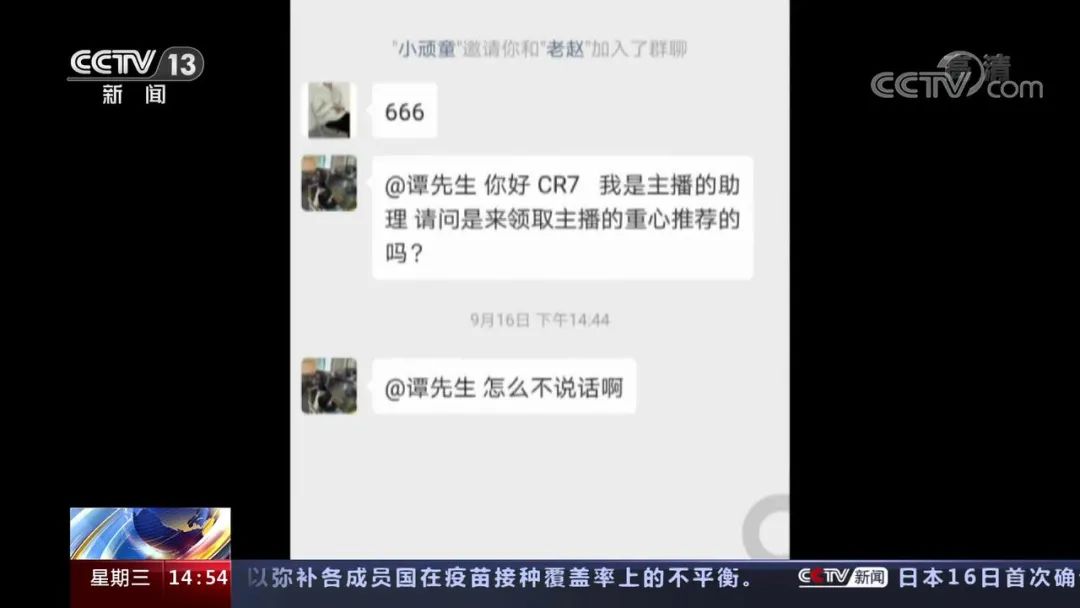 CCTV 13
新闻
高清
CCTV com
"小顽童"邀请你和"老赵"加入了群聊
666
@谭先生 你好 CR7 我是主播的助
理 请问是来领取主播的重心推荐的
吗?
9月16日 下午14:44
@谭先生 怎么不说话啊
星期三 14:54
以弥补各成员国在疫苗接种覆盖率上的不平衡。 CCTV新闻 日本16日首次确